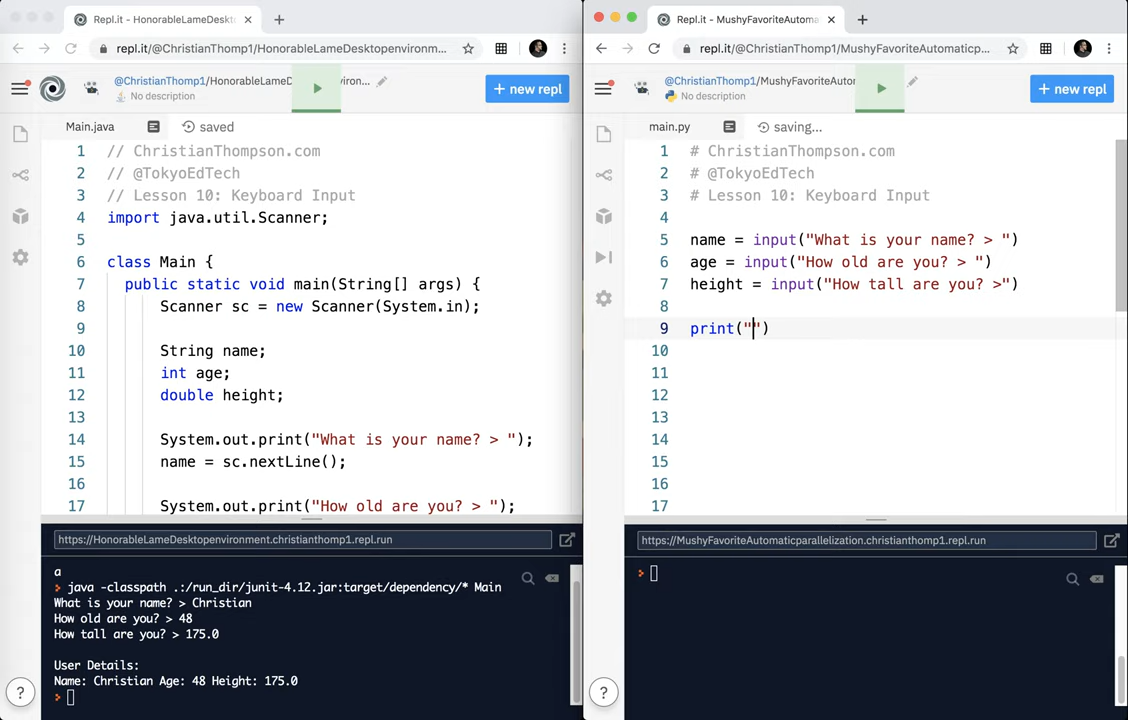 Repl.it - HonorableLameDeskt
repl.it/@ChristianThomp1/HonorableLameDesktopenvironm...
@ChristianThomp1/HonorableLameD
iron...
No description
+ new repl
Main.java
saved
1 // ChristianThompson.com
2 // @TokyoEdTech
3 // Lesson 10: Keyboard Input
4 import java.util.Scanner;
5
6 class Main {
7 public static void main(String[] args) {
8 Scanner sc = new Scanner(System.in);
9
10 String name;
11 int age;
12 double height;
13
14 System.out.print("What is your name? > ");
15 name = sc.nextLine();
16
17 System.out.print("How old are you? > ");
https://HonorableLameDesktopenvironment.christianthomp1.repl.run
a
java -classpath .:/run_dir/junit-4.12.jar:target/dependency/* Main
What is your name? > Christian
How old are you? > 48
How tall are you? > 175.0
User Details:
Name: Christian Age: 48 Height: 175.0
?
Repl.it - MushyFavoriteAutoma
repl.it/@ChristianThomp1/MushyFavoriteAutomaticp...
@ChristianThomp1/MushyFavoriteAutor
No description
+ new repl
main.py
saving...
1 # ChristianThompson.com
2 # @TokyoEdTech
3 # Lesson 10: Keyboard Input
4
5 name = input("What is your name? > ")
6 age = input("How old are you? > ")
7 height = input("How tall are you? >")
8
9 print("")
10
11
12
13
14
15
16
17
https://MushyFavoriteAutomaticparallelization.christianthomp1.repl.run
?